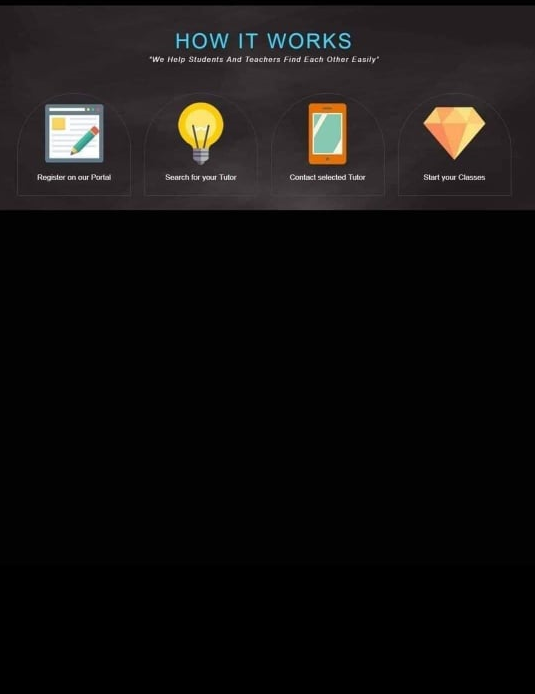 HOW IT WORKS
"We Help Students And Teachers Find Each Other Easily"
Register on our Portal
Search for your Tutor
Contact selected Tutor
Start your Classes